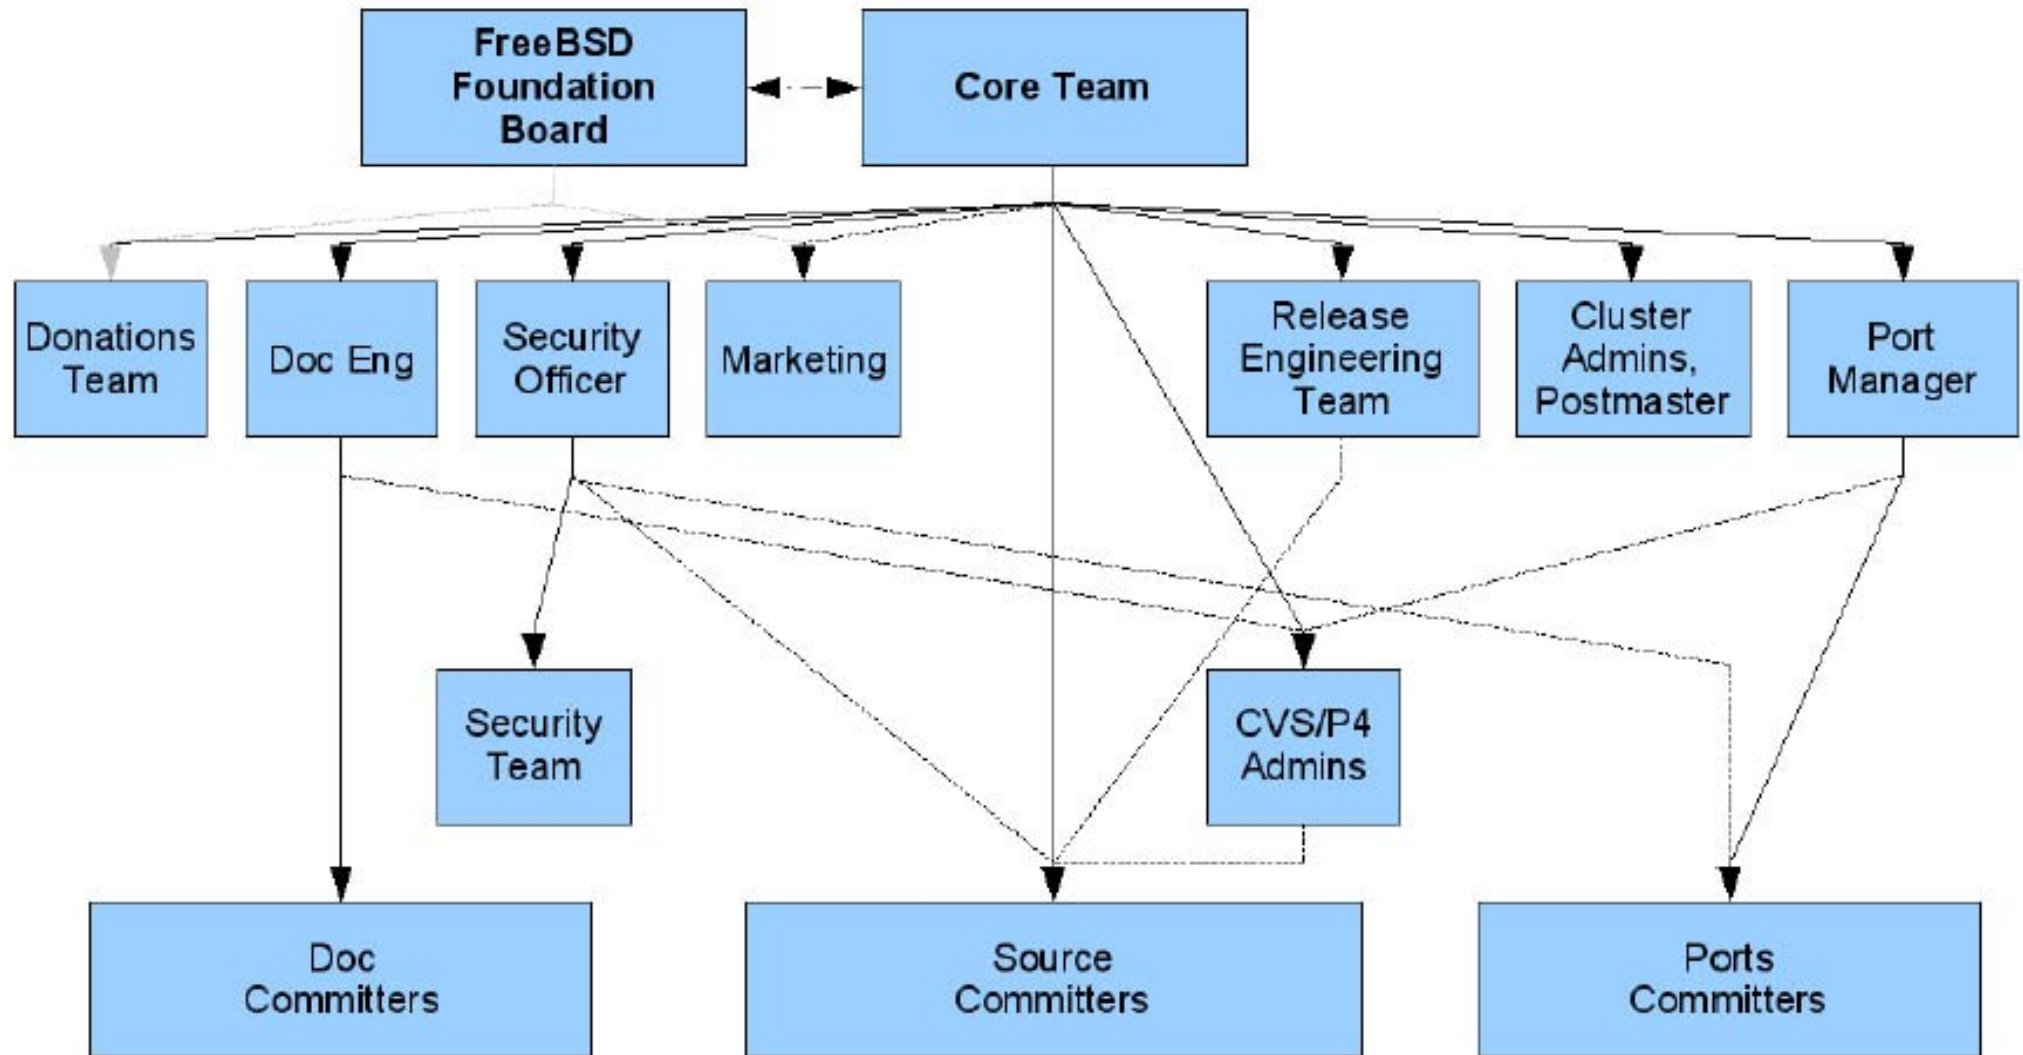 FreeBSD
Foundation
Board
Core Team
Donations
Team
Doc Eng
Security
Officer
Marketing
Release
Engineering
Team
Cluster
Admins,
Postmaster
Port
Manager
Security
Team
CVS/P4
Admins
Doc
Committers
Source
Committers
Ports
Committers